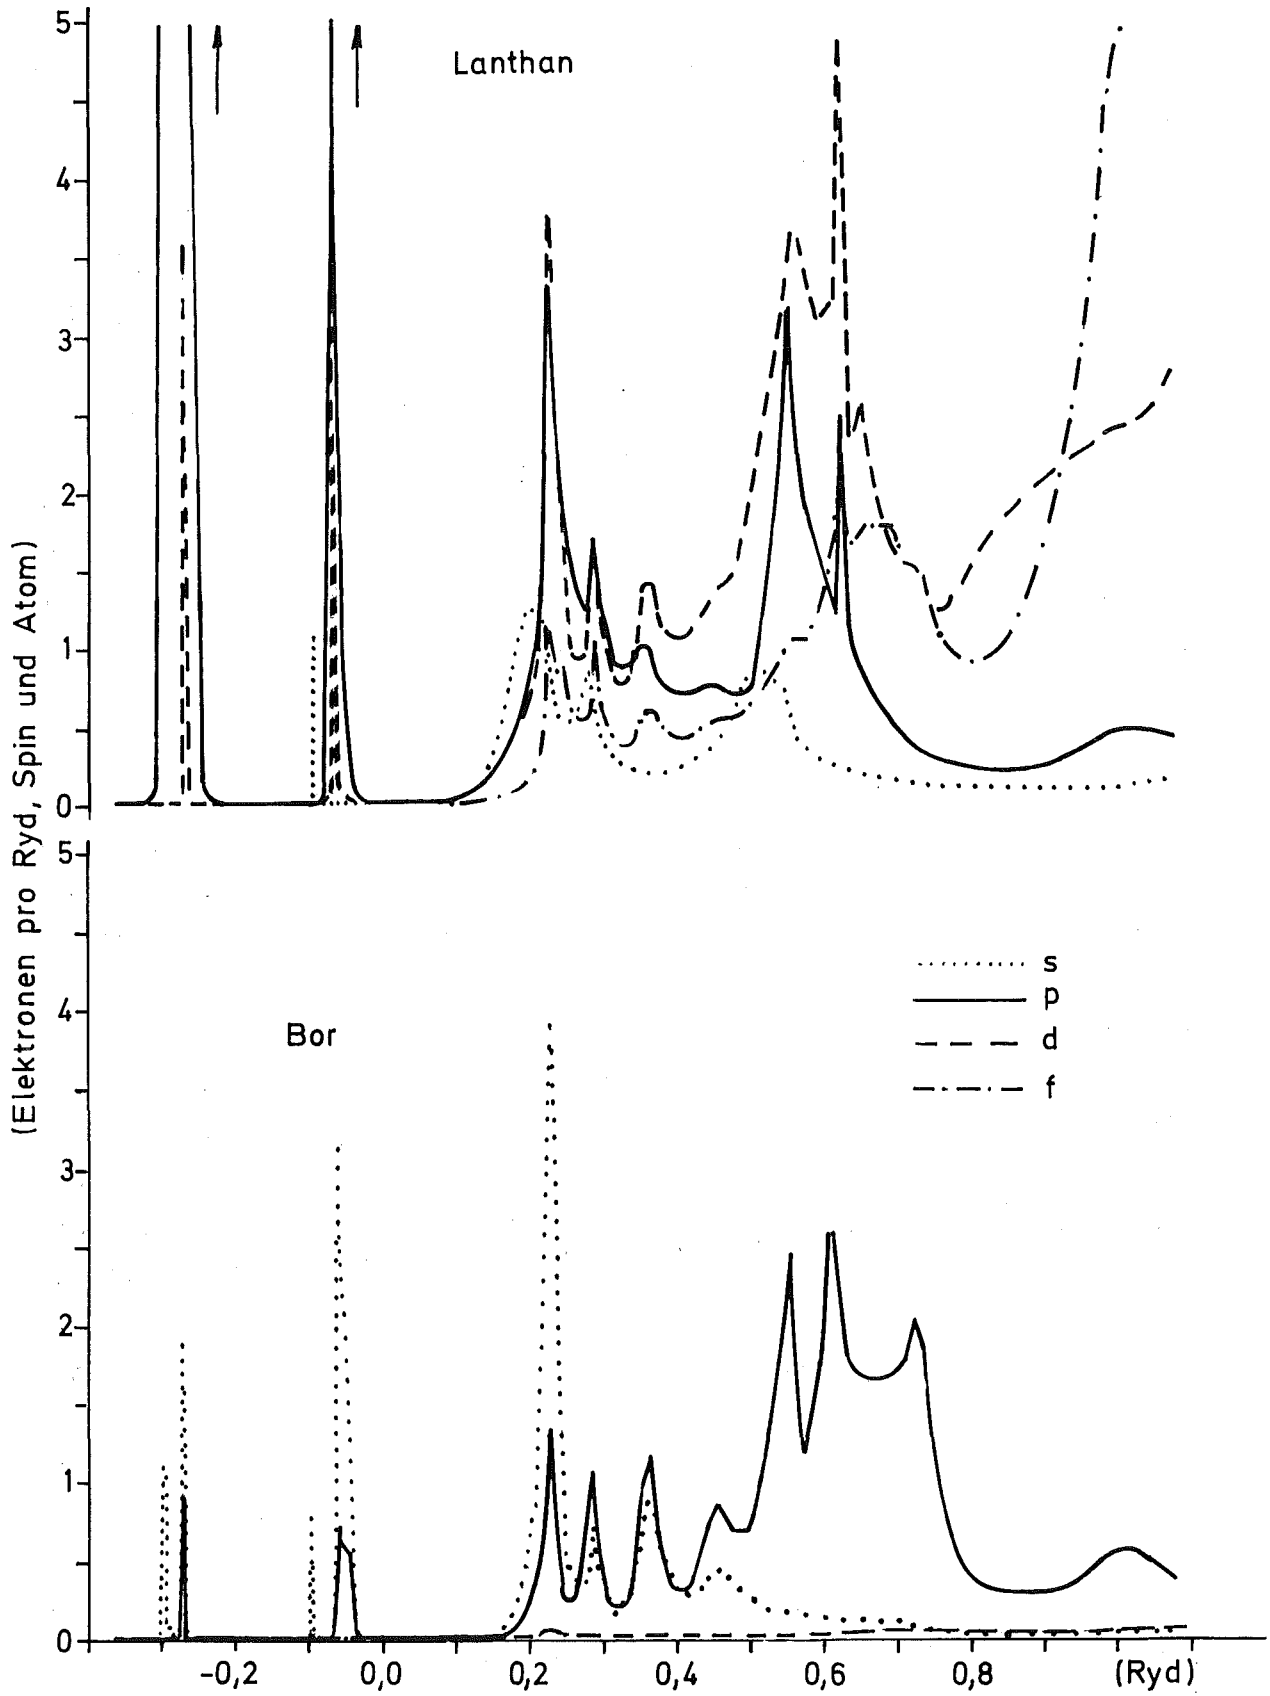 (Elektronen pro Ryd, Spin und Atom)
5
4
3
2
1
0
Lanthan
5
4
3
2
1
0
Bor
s
p
d
f
-0,2 0,0 0,2 0,4 0,6 0,8 (Ryd)